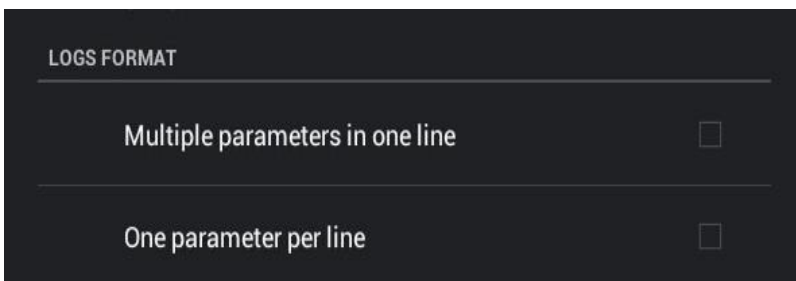 LOGS FORMAT
Multiple parameters in one line
One parameter per line